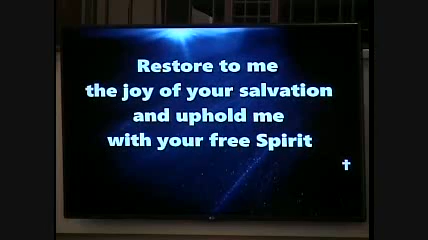 Restore to me
the joy of your salvation
and uphold me
with your free Spirit
✝